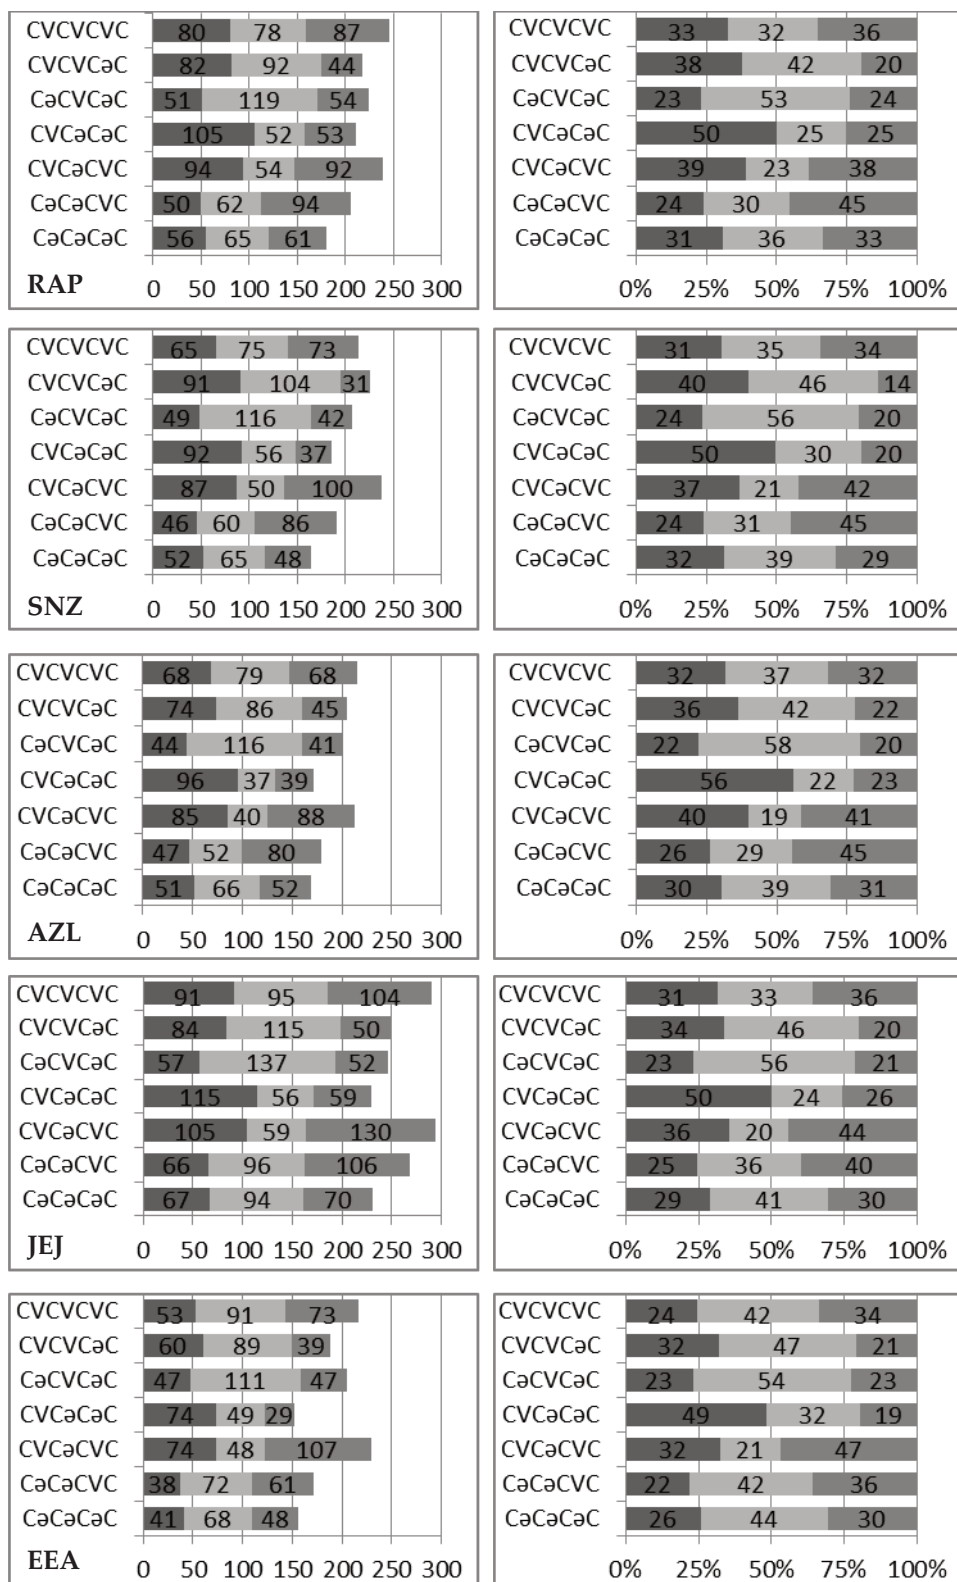 CVCVCVC 80 78 87
CVCVCəC 82 92 44
CəCVCəC 51 119 54
CVCəCəC 105 52 53
CVCəCVC 94 54 92
CəCəCVC 50 62 94
CəCəCəC 56 65 61
RAP 0 50 100 150 200 250 300
CVCVCVC 33 32 36
CVCVCəC 38 42 20
CəCVCəC 23 53 24
CVCəCəC 50 25 25
CVCəCVC 39 23 38
CəCəCVC 24 30 45
CəCəCəC 31 36 33
0% 25% 50% 75% 100%
CVCVCVC 65 75 73
CVCVCəC 91 104 31
CəCVCəC 49 116 42
CVCəCəC 92 56 37
CVCəCVC 87 50 100
CəCəCVC 46 60 86
CəCəCəC 52 65 48
SNZ 0 50 100 150 200 250 300
CVCVCVC 31 35 34
CVCVCəC 40 46 14
CəCVCəC 24 56 20
CVCəCəC 50 30 20
CVCəCVC 37 21 42
CəCəCVC 24 31 45
CəCəCəC 32 39 29
0% 25% 50% 75% 100%
CVCVCVC 68 79 68
CVCVCəC 74 86 45
CəCVCəC 44 116 41
CVCəCəC 96 37 39
CVCəCVC 85 40 88
CəCəCVC 47 52 80
CəCəCəC 51 66 52
AZL 0 50 100 150 200 250 300
CVCVCVC 32 37 32
CVCVCəC 36 42 22
CəCVCəC 22 58 20
CVCəCəC 56 22 23
CVCəCVC 40 19 41
CəCəCVC 26 29 45
CəCəCəC 30 39 31
0% 25% 50% 75% 100%
CVCVCVC 91 95 104
CVCVCəC 84 115 50
CəCVCəC 57 137 52
CVCəCəC 115 56 59
CVCəCVC 105 59 130
CəCəCVC 66 96 106
CəCəCəC 67 94 70
JEJ 0 50 100 150 200 250 300
CVCVCVC 31 33 36
CVCVCəC 34 46 20
CəCVCəC 23 56 21
CVCəCəC 50 24 26
CVCəCVC 36 20 44
CəCəCVC 25 36 40
CəCəCəC 29 41 30
0% 25% 50% 75% 100%
CVCVCVC 53 91 73
CVCVCəC 60 89 39
CəCVCəC 47 111 47
CVCəCəC 74 49 29
CVCəCVC 74 48 107
CəCəCVC 38 72 61
CəCəCəC 41 68 48
EEA 0 50 100 150 200 250 300
CVCVCVC 24 42 34
CVCVCəC 32 47 21
CəCVCəC 23 54 23
CVCəCəC 49 32 19
CVCəCVC 32 21 47
CəCəCVC 22 42 36
CəCəCəC 26 44 30
0% 25% 50% 75% 100%